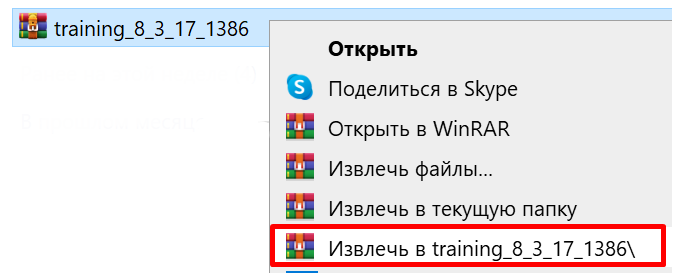 training_8_3_17_1386
Открыть
Поделиться в Skype
Открыть в WinRAR
Извлечь файлы...
Извлечь в текущую папку
Извлечь в training_8_3_17_1386\